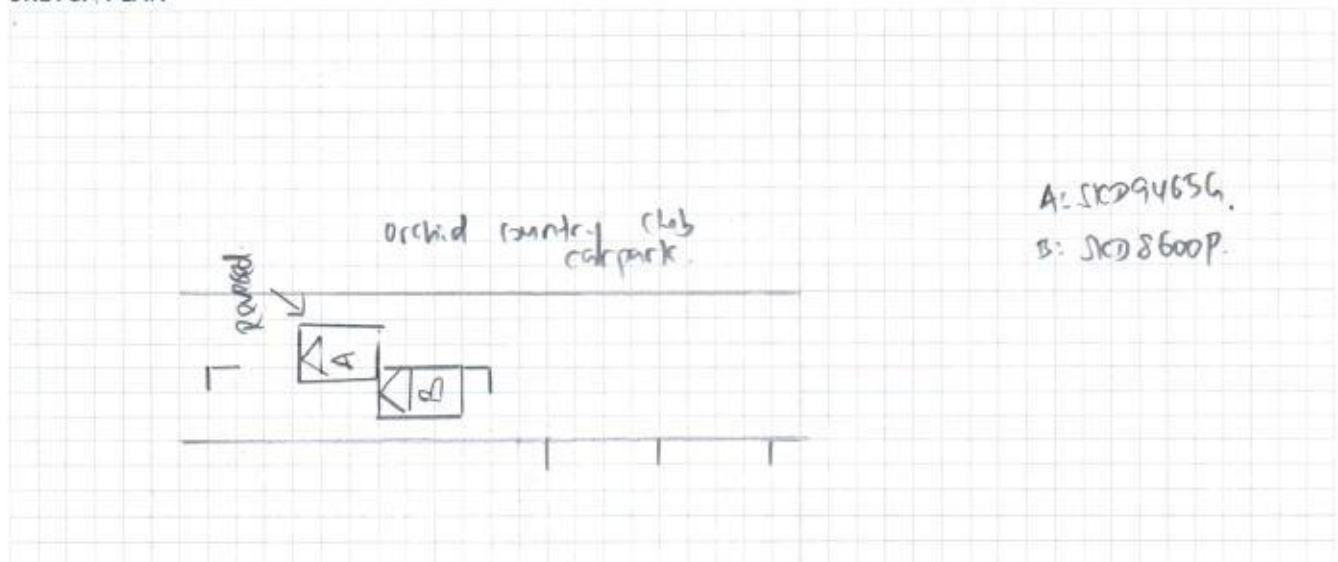 Orchid Country Club
carpark.
A: SKD9465G.
B: SKD8600P.
Reversed
A
B